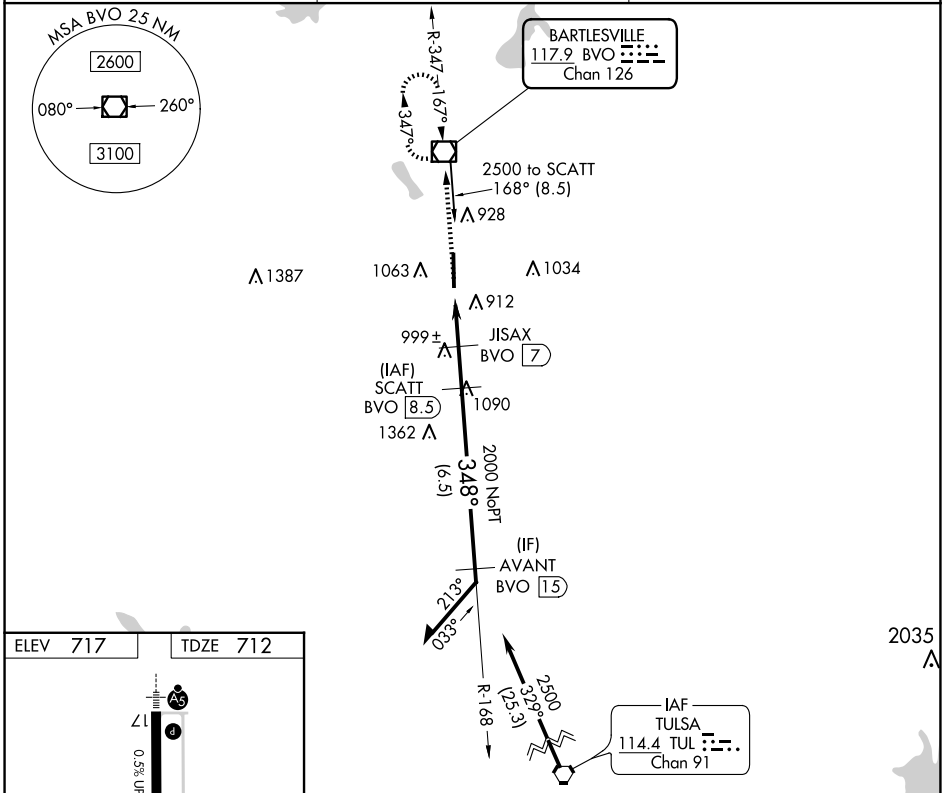 MSA BVO 25 NM
2600
080°
260°
3100
R-347
167°
347°
BARTLESVILLE
117.9 BVO
Chan 126
2500 to SCATT
168° (8.5)
928
1387
1063
1034
912
999±
JISAX
BVO 7
(IAF)
SCATT
BVO 8.5
1090
1362
2000 NoPT
348°
(6.5)
(IF)
AVANT
BVO 15
213°
033°
R-168
2500
329°
(25.3)
2035
IAF
TULSA
114.4 TUL
Chan 91
ELEV 717
TDZE 712
A5
17
P
0.5% UP